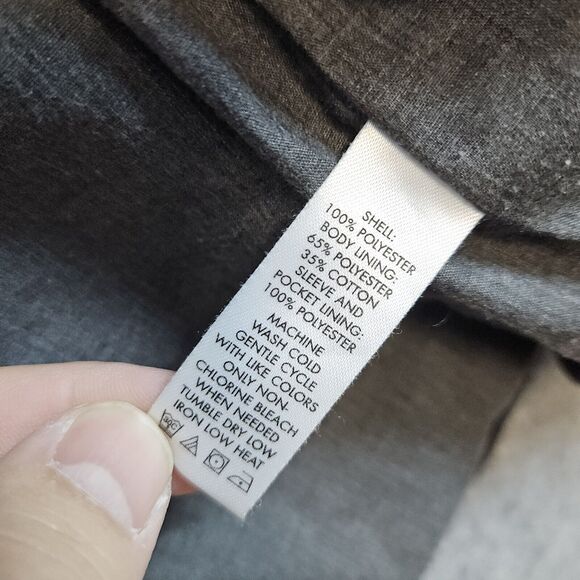 SHELL:
100% POLYESTER
BODY LINING:
65% POLYESTER
35% COTTON
SLEEVE AND
POCKET LINING:
100% POLYESTER
MACHINE
WASH COLD
GENTLE CYCLE
WITH LIKE COLORS
ONLY NON-
CHLORINE BLEACH
WHEN NEEDED
TUMBLE DRY LOW
IRON LOW HEAT